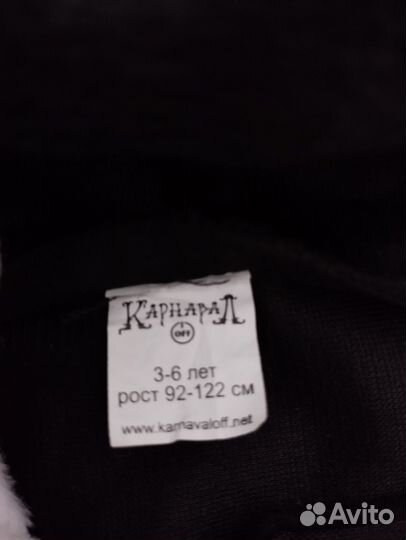 КАРНАВАЛ
OFF
3-6 лет
рост 92-122 см
www.karnavaloff.net
Avito